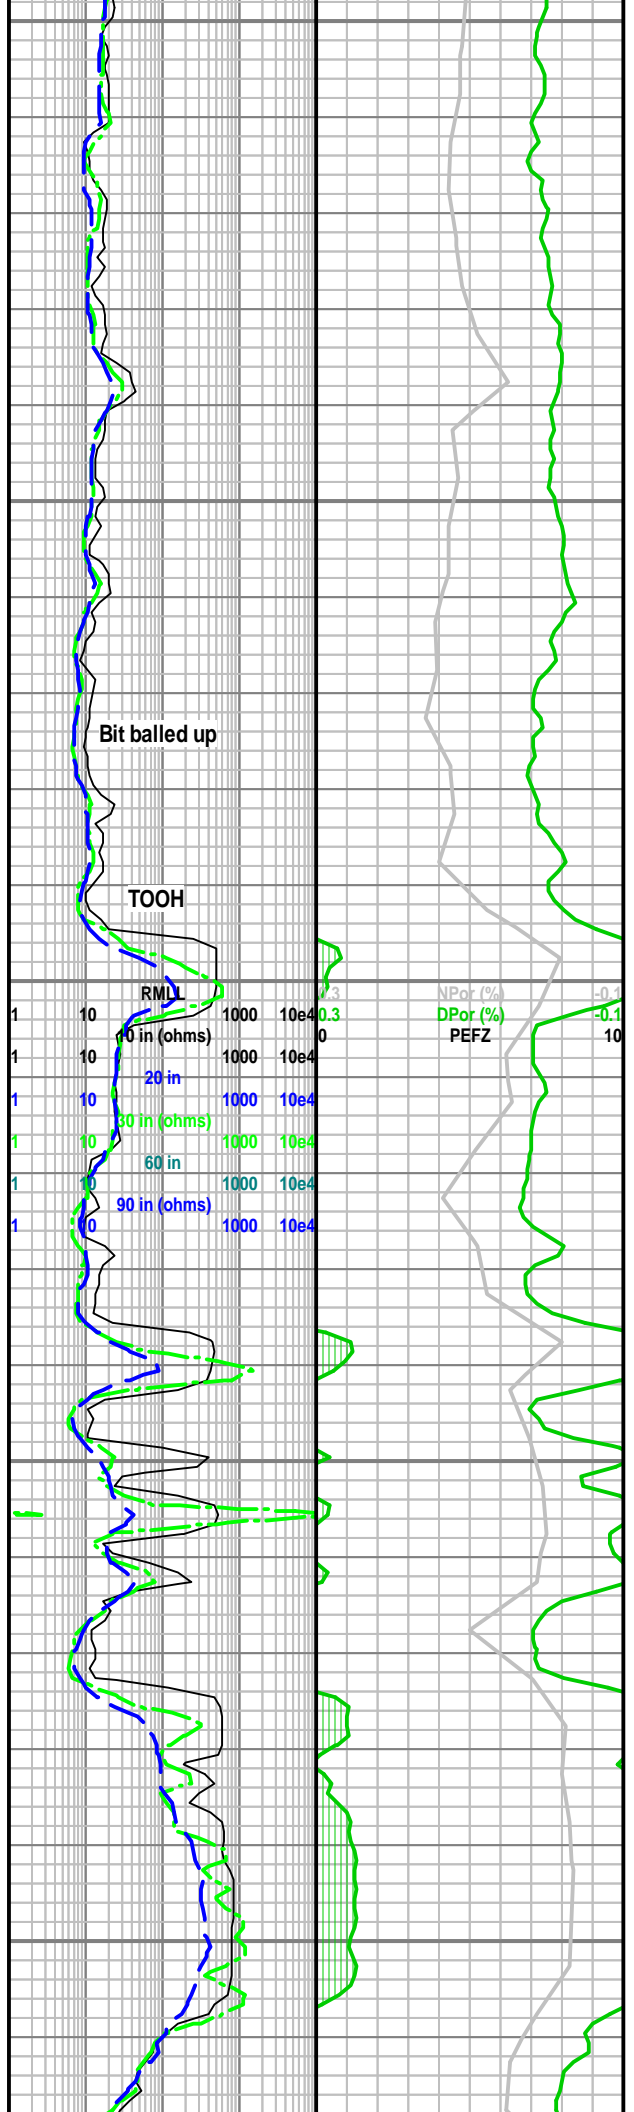 Bit balled up
TOOH
RMLL 0.3 NPor (%) -0.1
1 10 1000 10e4 0.3 DPor (%) -0.1
10 in (ohms) 0 PEFZ 10
1 10 1000 10e4
20 in
1 10 1000 10e4
30 in (ohms)
1 10 1000 10e4
60 in
1 10 1000 10e4
90 in (ohms)
1 10 1000 10e4